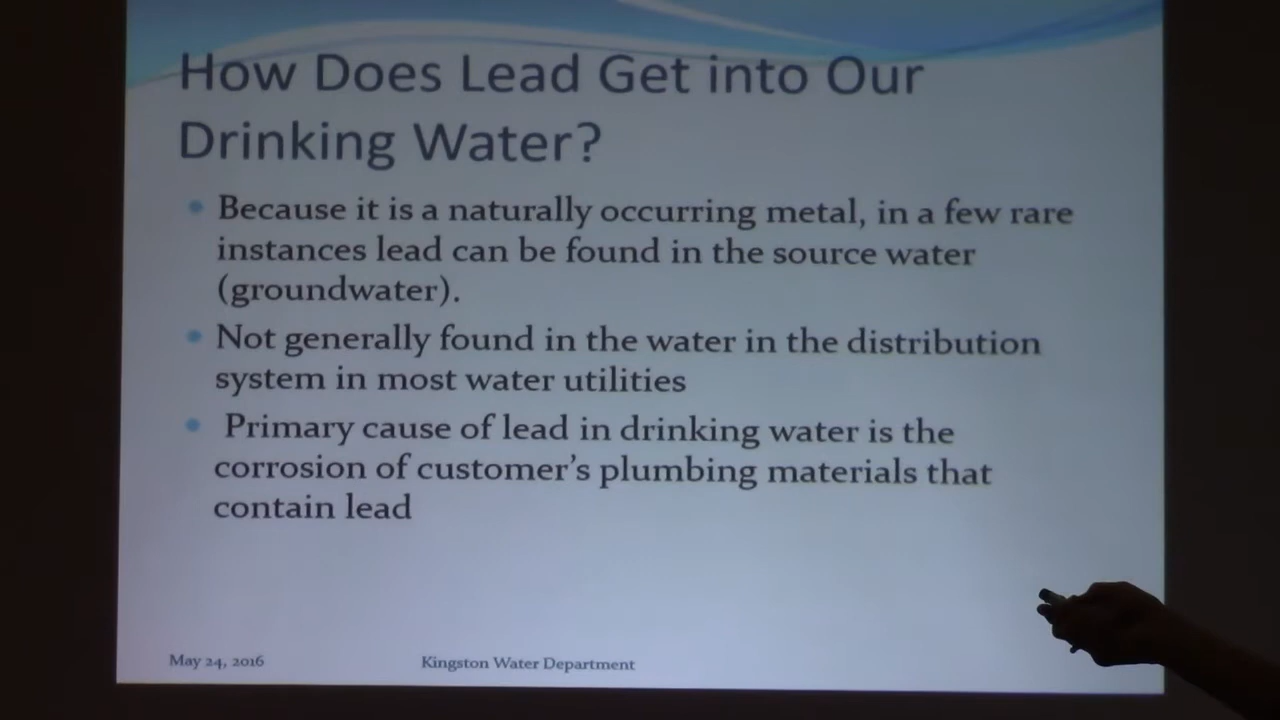 How Does Lead Get into Our
Drinking Water?
• Because it is a naturally occurring metal, in a few rare
instances lead can be found in the source water
(groundwater).
• Not generally found in the water in the distribution
system in most water utilities
• Primary cause of lead in drinking water is the
corrosion of customer's plumbing materials that
contain lead
May 24, 2016
Kingston Water Department